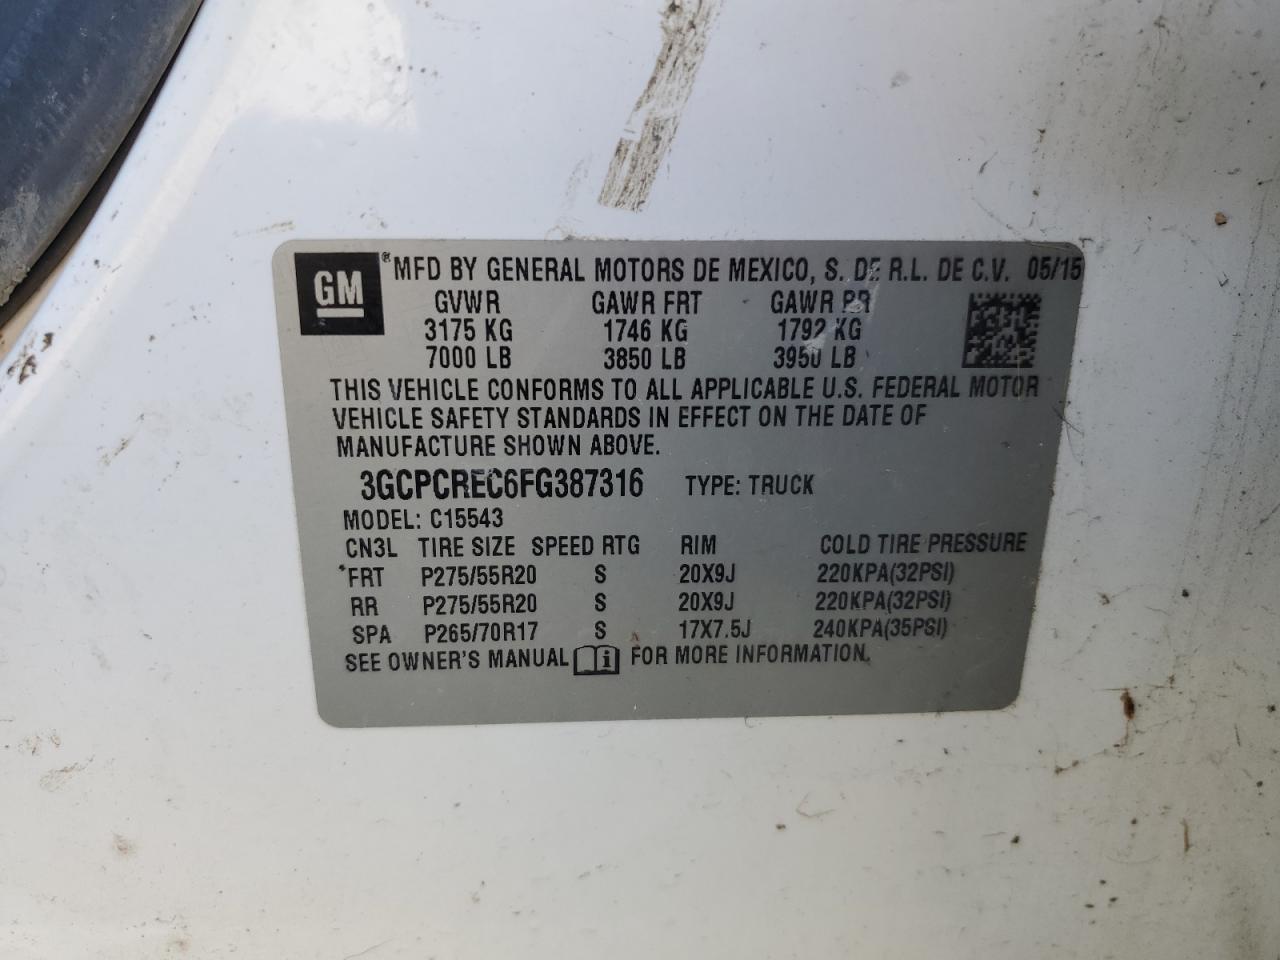 GM
®MFD BY GENERAL MOTORS DE MEXICO, S. DE R.L. DE C.V. 05/15
GVWR GAWR FRT GAWR RR
3175 KG 1746 KG 1792 KG
7000 LB 3850 LB 3950 LB
THIS VEHICLE CONFORMS TO ALL APPLICABLE U.S. FEDERAL MOTOR
VEHICLE SAFETY STANDARDS IN EFFECT ON THE DATE OF
MANUFACTURE SHOWN ABOVE.
3GCPCREC6FG387316 TYPE: TRUCK
MODEL: C15543
CN3L TIRE SIZE SPEED RTG RIM COLD TIRE PRESSURE
FRT P275/55R20 S 20X9J 220KPA(32PSI)
RR P275/55R20 S 20X9J 220KPA(32PSI)
SPA P265/70R17 S 17X7.5J 240KPA(35PSI)
SEE OWNER'S MANUAL i FOR MORE INFORMATION.